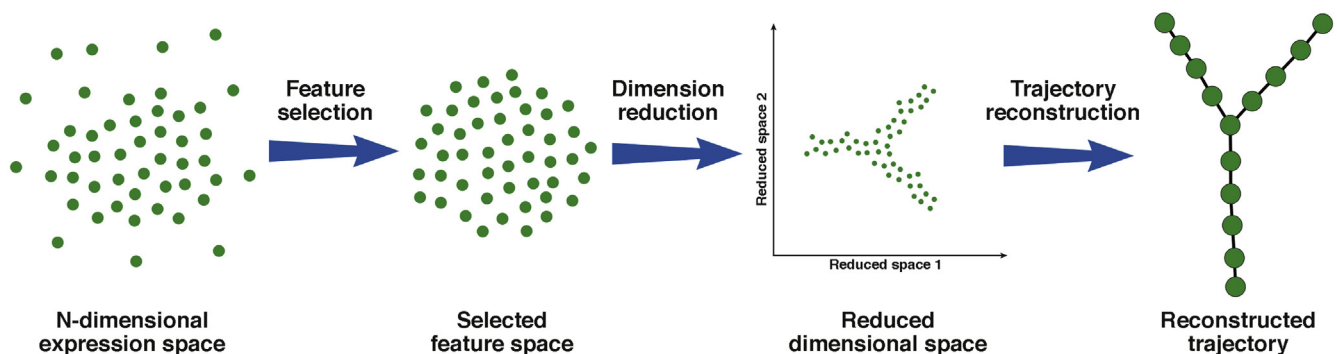 Feature
selection
Dimension
reduction
Trajectory
reconstruction
Reduced space 2
Reduced space 1
N-dimensional
expression space
Selected
feature space
Reduced
dimensional space
Reconstructed
trajectory